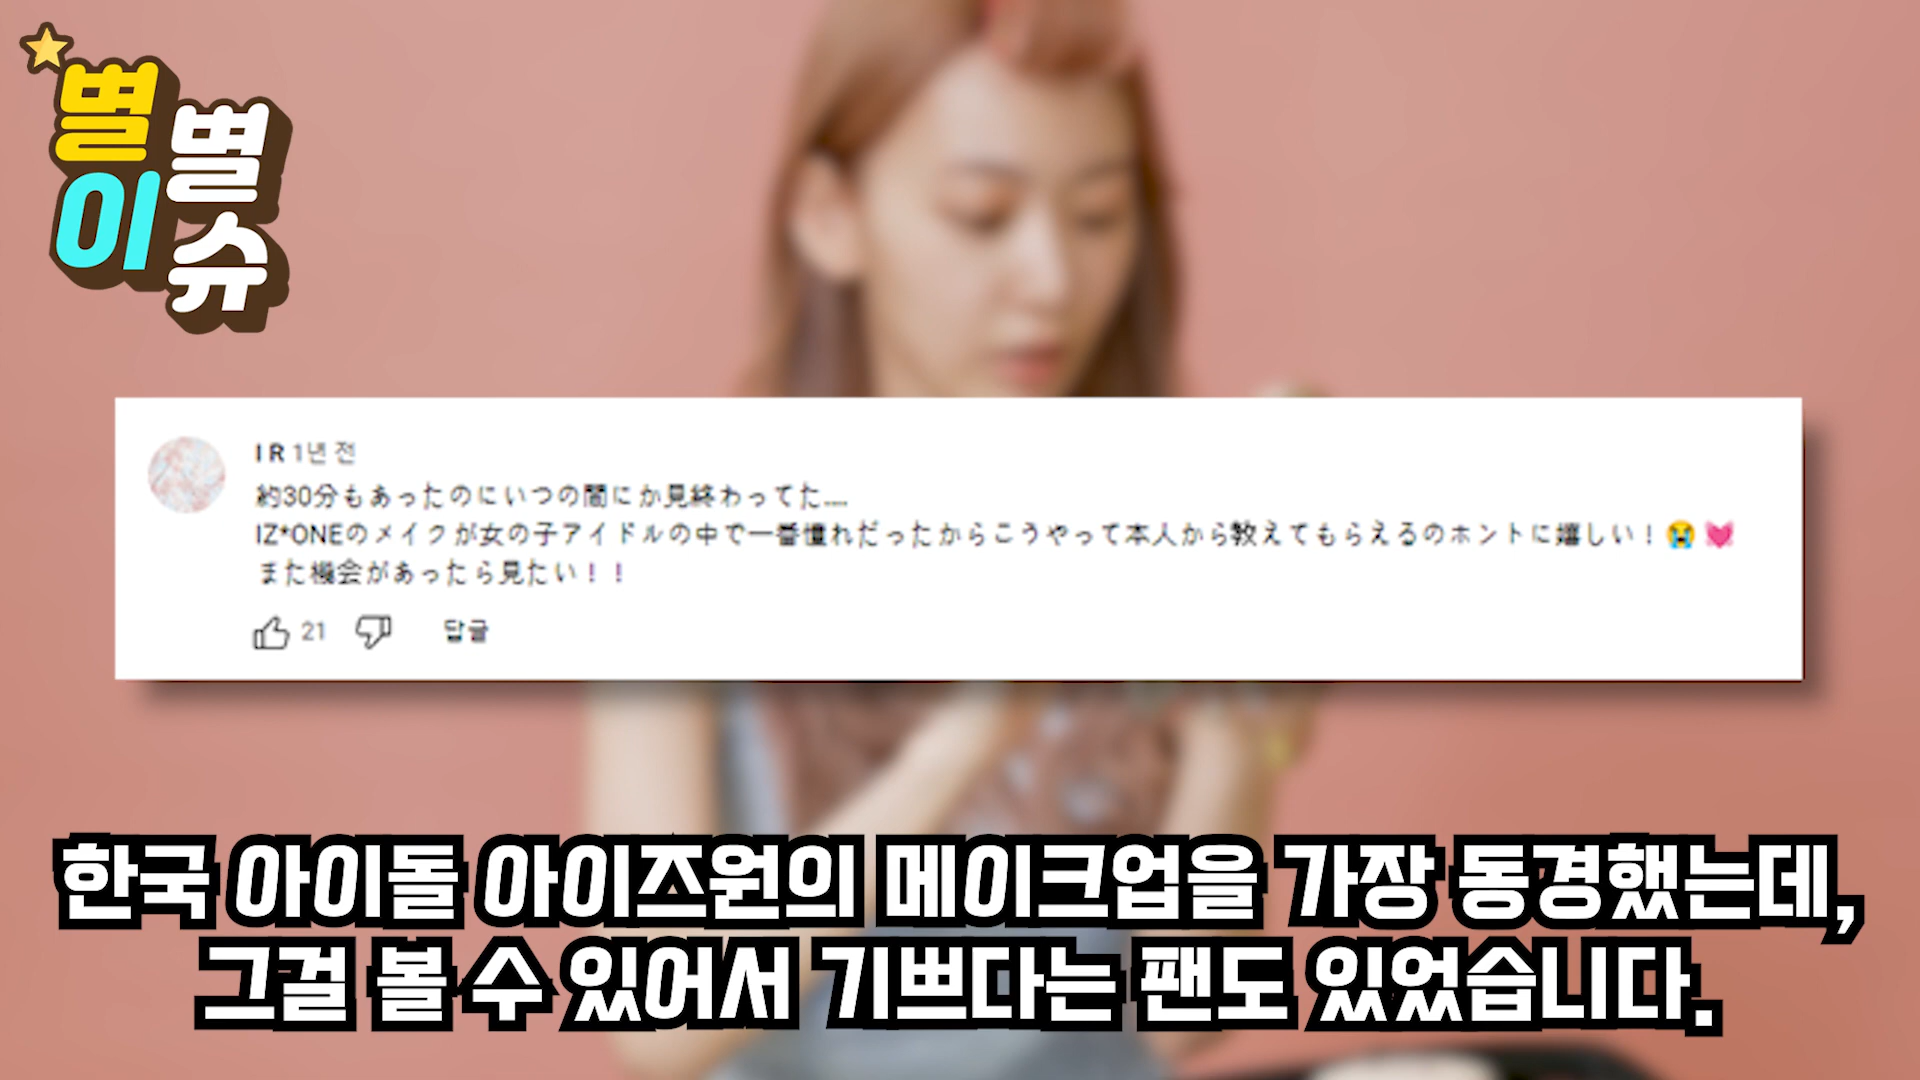 별별
이슈
I R 1년 전
約30分もあったのにいつの間にか見終わってた.....
IZ*ONEのメイクが女の子アイドルの中で一番憧れだったからこうやって本人から教えてもらえるのホントに嬉しい！😭💓
また機会があったら見たい！！
21 답글
한국 아이돌 아이즈원의 메이크업을 가장 동경했는데,
그걸 볼 수 있어서 기쁘다는 팬도 있었습니다.